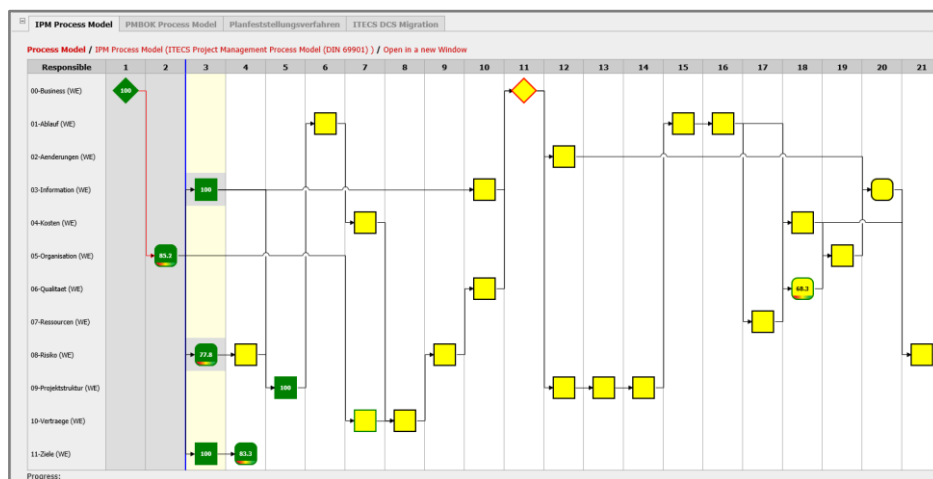 IPM Process Model PMBOK Process Model Planfeststellungsverfahren ITECS DCS Migration
Process Model / IPM Process Model (ITECS Project Management Process Model (DIN 69901) ) / Open in a new Window
Responsible 1 2 3 4 5 6 7 8 9 10 11 12 13 14 15 16 17 18 19 20 21
00-Business (WE) 100
01-Ablauf (WE)
02-Aenderungen (WE)
03-Information (WE) 100
04-Kosten (WE)
05-Organisation (WE) 85.2
06-Qualitaet (WE) 68.3
07-Ressourcen (WE)
08-Risiko (WE) 77.8
09-Projektstruktur (WE) 100
10-Vertraege (WE)
11-Ziele (WE) 100 83.3
Progress: